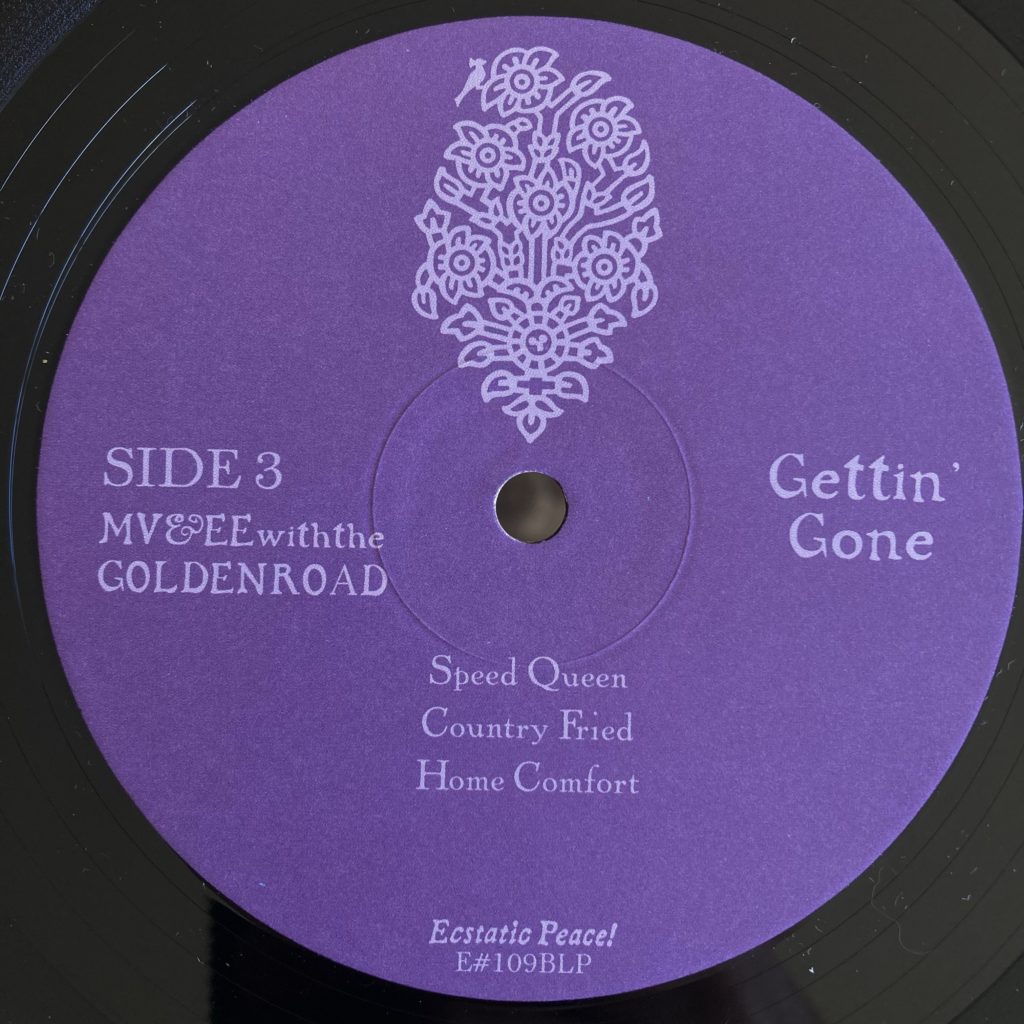 SIDE 3
MV&EEwiththe
GOLDENROAD
Gettin'
Gone
Speed Queen
Country Fried
Home Comfort
Ecstatic Peace!
E#109BLP